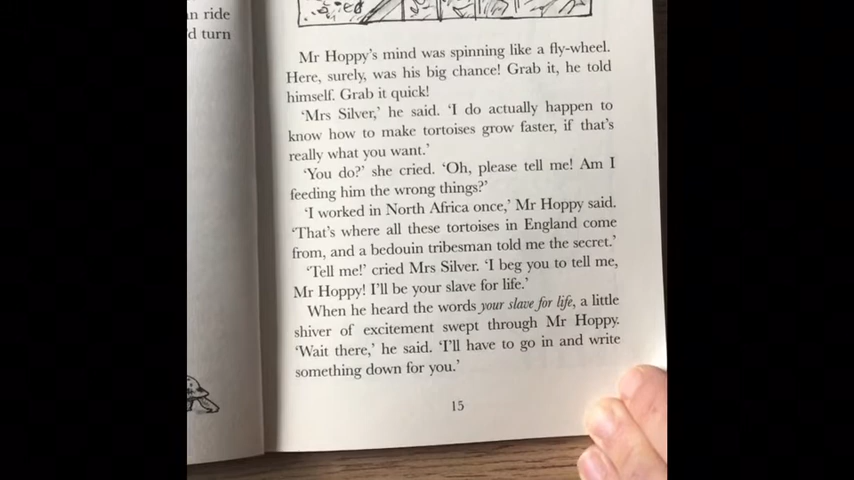 an ride
d turn
Mr Hoppy's mind was spinning like a fly-wheel.
Here, surely, was his big chance! Grab it, he told
himself. Grab it quick!
‘Mrs Silver,’ he said. ‘I do actually happen to
know how to make tortoises grow faster, if that’s
really what you want.’
‘You do?’ she cried. ‘Oh, please tell me! Am I
feeding him the wrong things?’
‘I worked in North Africa once,’ Mr Hoppy said.
‘That’s where all these tortoises in England come
from, and a bedouin tribesman told me the secret.’
‘Tell me!’ cried Mrs Silver. ‘I beg you to tell me,
Mr Hoppy! I’ll be your slave for life.’
When he heard the words your slave for life, a little
shiver of excitement swept through Mr Hoppy.
‘Wait there,’ he said. ‘I’ll have to go in and write
something down for you.’
15